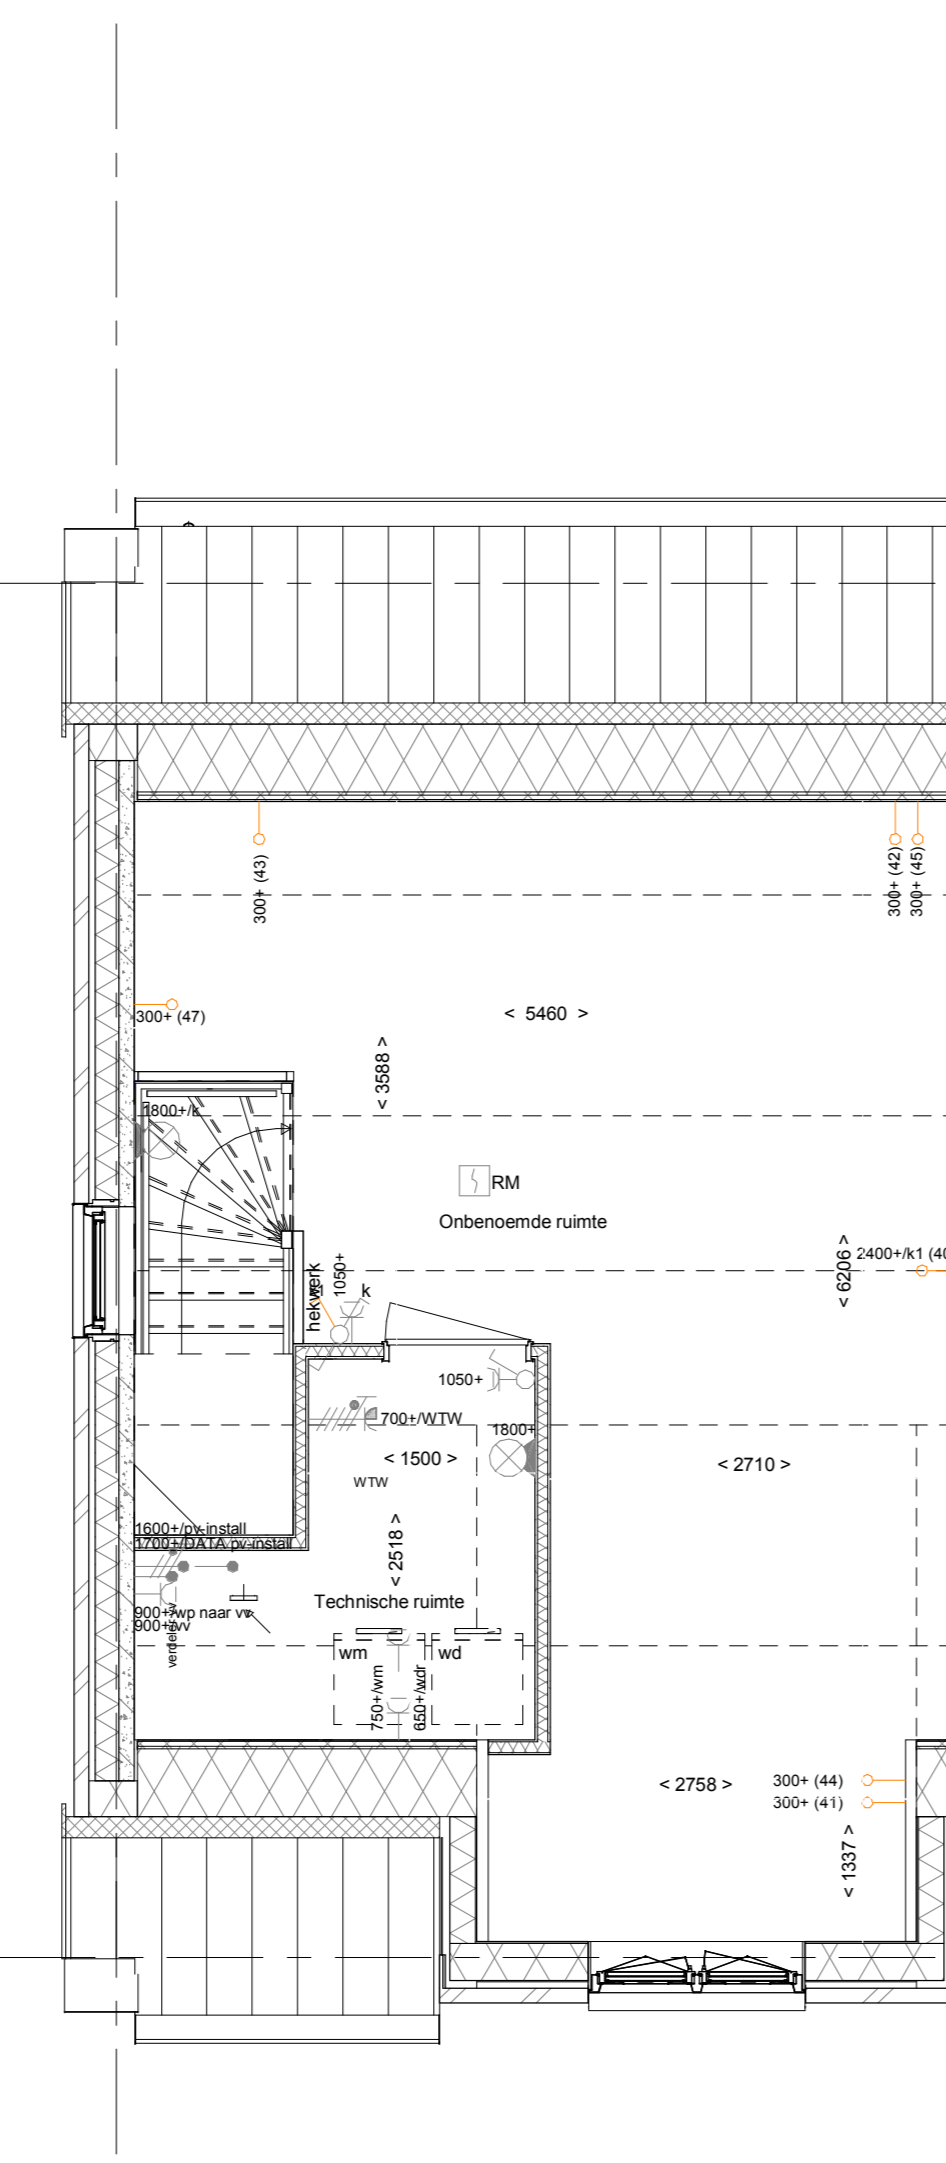 300+ (43)
300+ (42)
300+ (45)
300+ (47)
< 5460 >
< 3588 >
1800+/k
RM
Onbenoemde ruimte
< 6206 >
2400+/k1 (40
hekwerk
1050+
k
1050+
700+/WTW
1800+
< 1500 >
< 2710 >
WTW
1600+/pv-install
1700+/DATA pv-install
< 2518 >
Technische ruimte
900+/wp naar vv
900+/vv
verdeler vv
wm
wd
750+/wm
650+/wdr
< 2758 >
300+ (44)
300+ (41)
< 1337 >